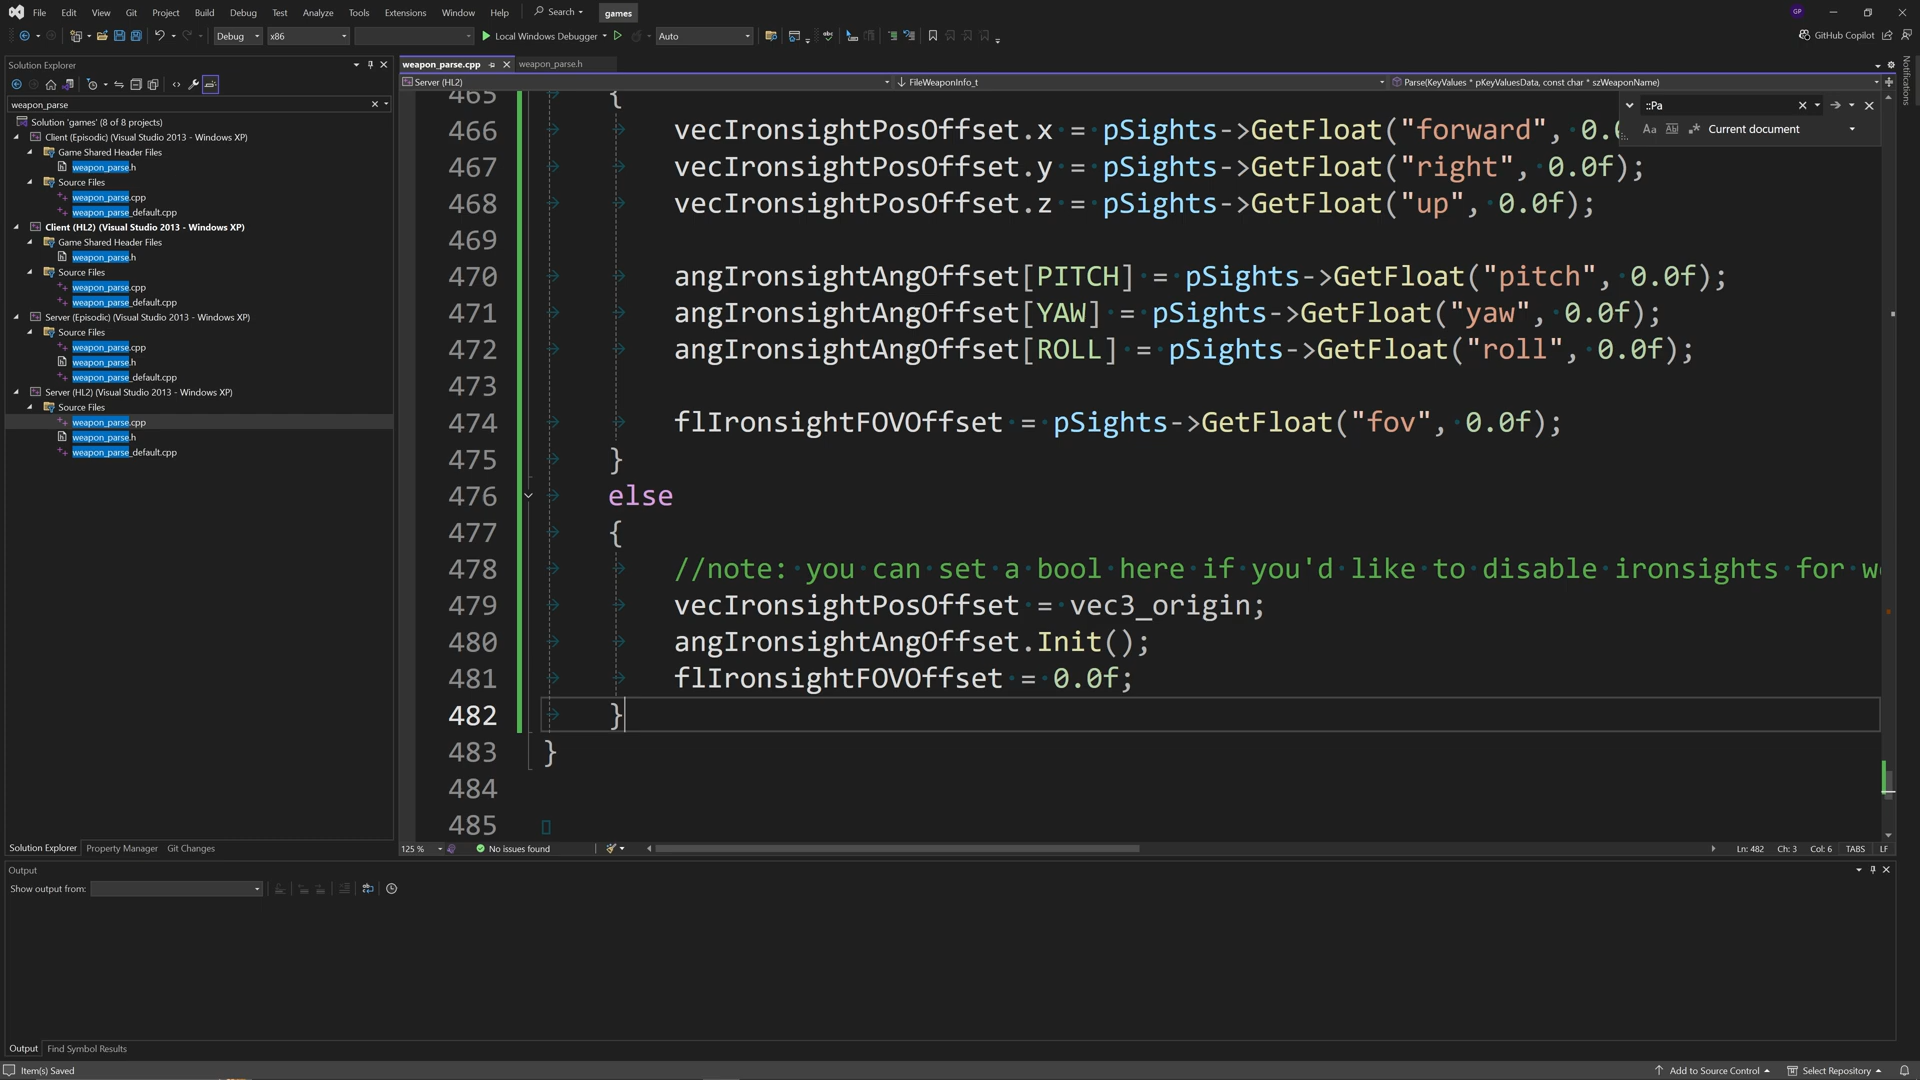 File Edit View Git Project Build Debug Test Analyze Tools Extensions Window Help Search games GP
Debug x86 Local Windows Debugger Auto GitHub Copilot
Solution Explorer
weapon_parse
Solution 'games' (8 of 8 projects)
Client (Episodic) (Visual Studio 2013 - Windows XP)
Game Shared Header Files
weapon_parse.h
Source Files
weapon_parse.cpp
weapon_parse_default.cpp
Client (HL2) (Visual Studio 2013 - Windows XP)
Game Shared Header Files
weapon_parse.h
Source Files
weapon_parse.cpp
weapon_parse_default.cpp
Server (Episodic) (Visual Studio 2013 - Windows XP)
Source Files
weapon_parse.cpp
weapon_parse.h
weapon_parse_default.cpp
Server (HL2) (Visual Studio 2013 - Windows XP)
Source Files
weapon_parse.cpp
weapon_parse.h
weapon_parse_default.cpp
Solution Explorer Property Manager Git Changes
weapon_parse.cpp weapon_parse.h
Server (HL2) FileWeaponInfo_t Parse(KeyValues * pKeyValuesData, const char * szWeaponName)
::Pa
Aa Ab Current document
Notifications
465 {
466 vecIronsightPosOffset.x = pSights->GetFloat("forward", 0.0
467 vecIronsightPosOffset.y = pSights->GetFloat("right", 0.0f);
468 vecIronsightPosOffset.z = pSights->GetFloat("up", 0.0f);
469
470 angIronsightAngOffset[PITCH] = pSights->GetFloat("pitch", 0.0f);
471 angIronsightAngOffset[YAW] = pSights->GetFloat("yaw", 0.0f);
472 angIronsightAngOffset[ROLL] = pSights->GetFloat("roll", 0.0f);
473
474 flIronsightFOVOffset = pSights->GetFloat("fov", 0.0f);
475 }
476 else
477 {
478 //note: you can set a bool here if you'd like to disable ironsights for w
479 vecIronsightPosOffset = vec3_origin;
480 angIronsightAngOffset.Init();
481 flIronsightFOVOffset = 0.0f;
482 }
483 }
484
485
125 % No issues found Ln: 482 Ch: 3 Col: 6 TABS LF
Output
Show output from:
Output Find Symbol Results
Item(s) Saved Add to Source Control Select Repository